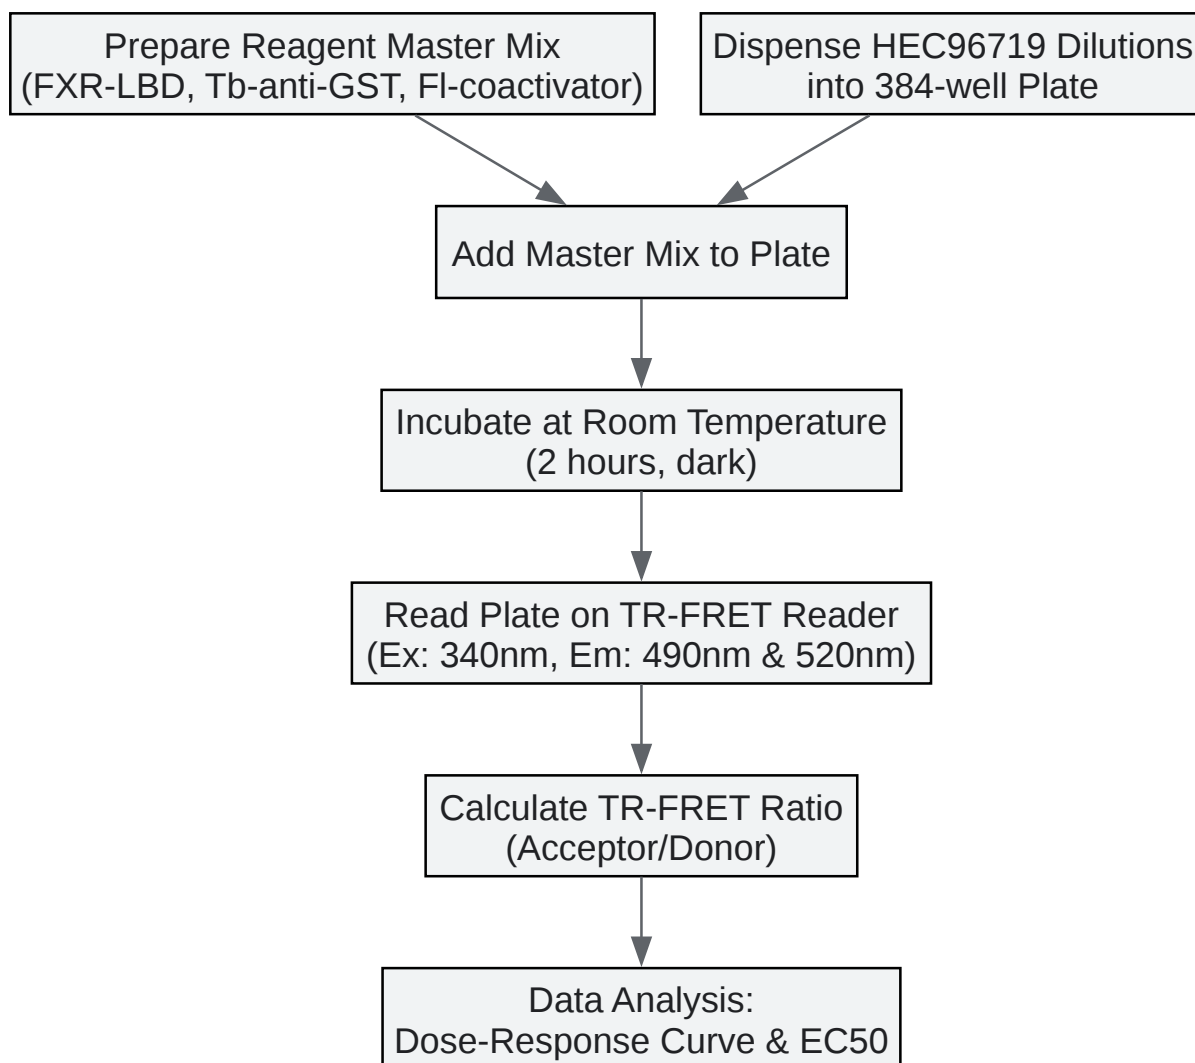 Prepare Reagent Master Mix
(FXR-LBD, Tb-anti-GST, Fl-coactivator)
Dispense HEC96719 Dilutions
into 384-well Plate
Add Master Mix to Plate
Incubate at Room Temperature
(2 hours, dark)
Read Plate on TR-FRET Reader
(Ex: 340nm, Em: 490nm & 520nm)
Calculate TR-FRET Ratio
(Acceptor/Donor)
Data Analysis:
Dose-Response Curve & EC50